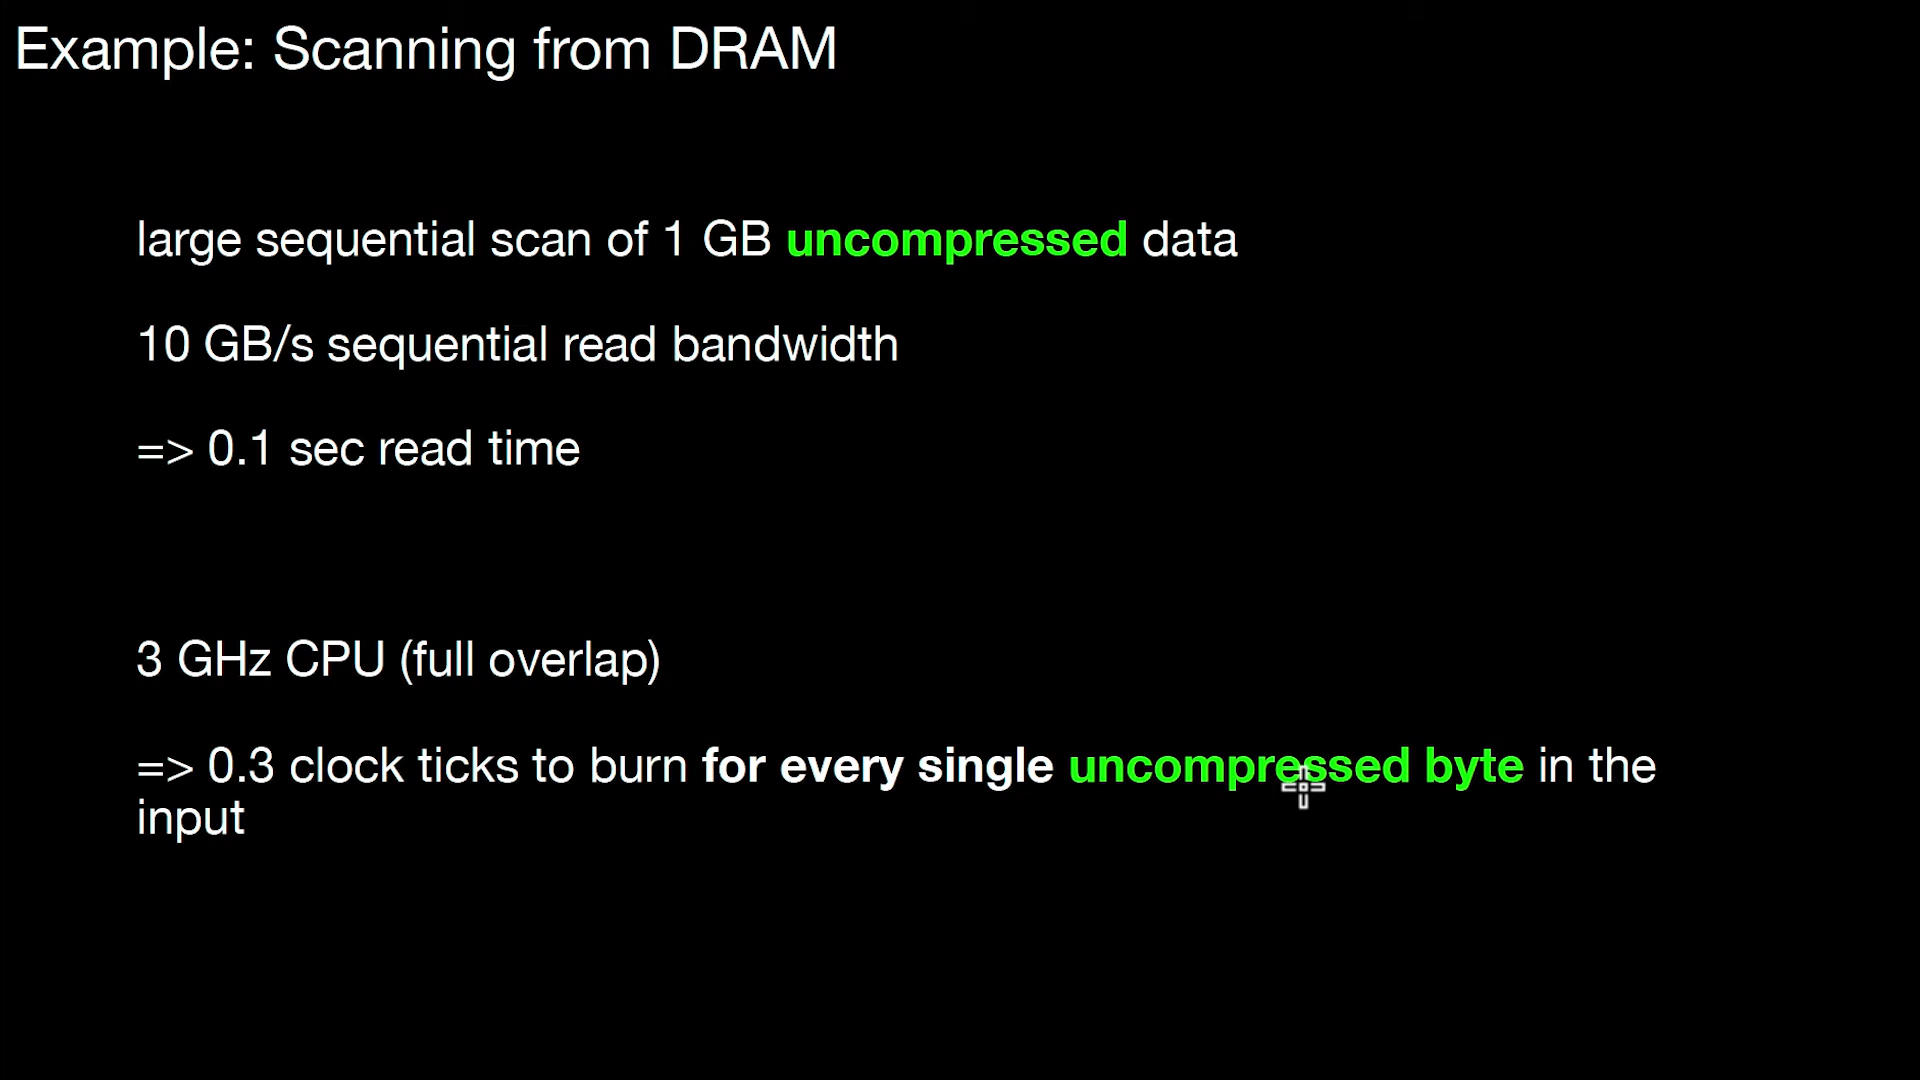 Example: Scanning from DRAM
large sequential scan of 1 GB uncompressed data
10 GB/s sequential read bandwidth
=> 0.1 sec read time
3 GHz CPU (full overlap)
=> 0.3 clock ticks to burn for every single uncompressed byte in the
input